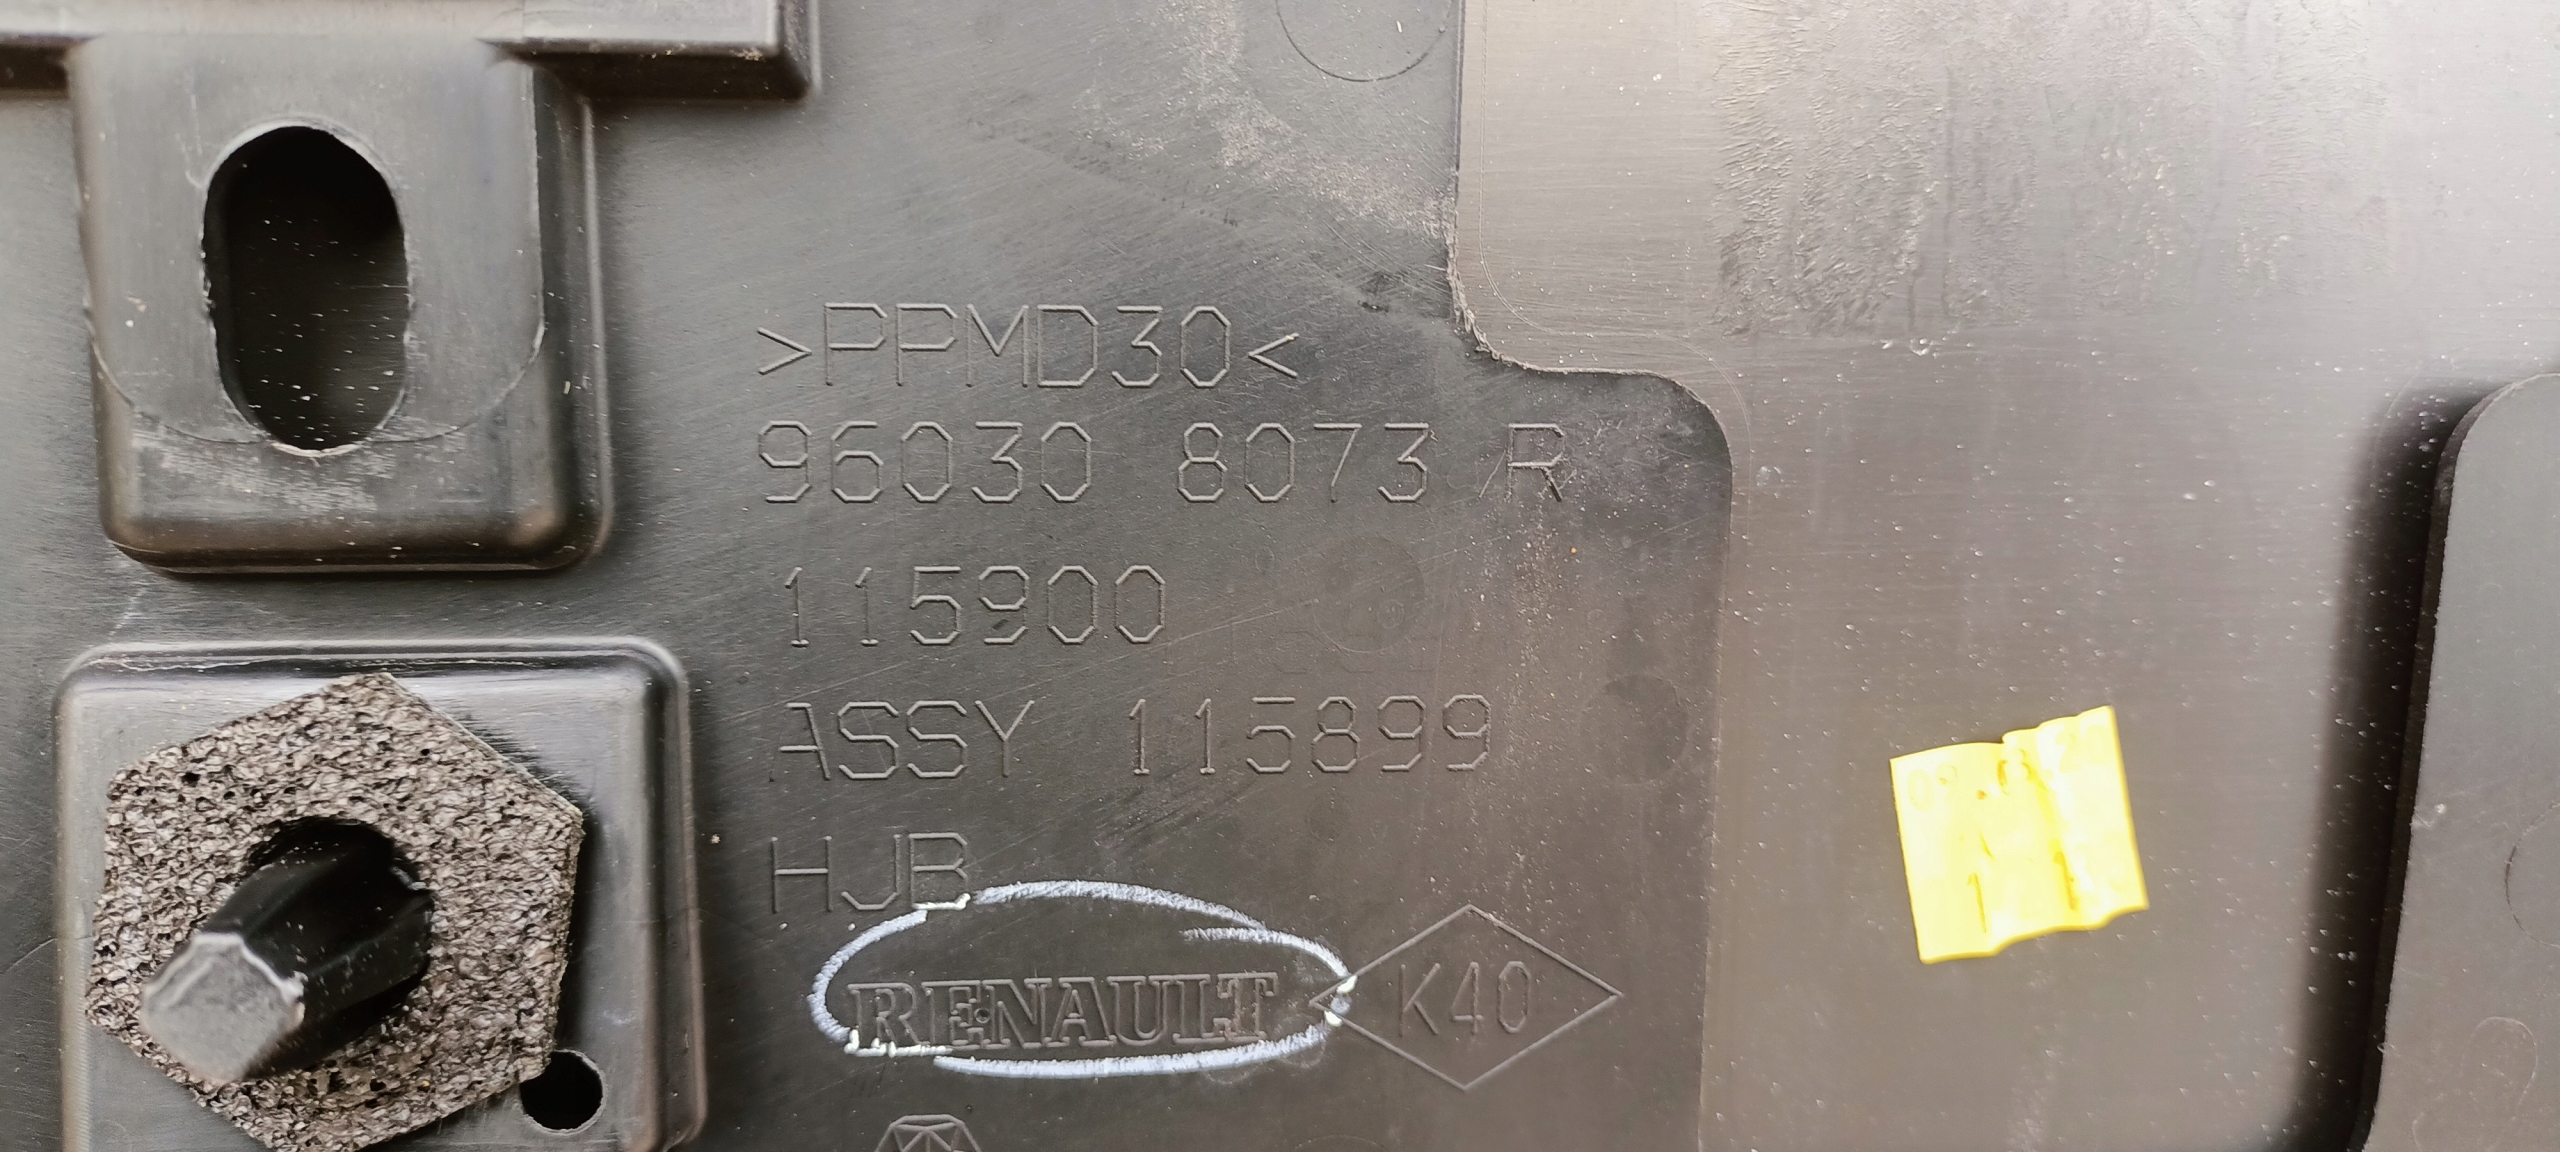 >PPMD30<
96030 8073 R
115900
ASSY 115899
HJB
RENAULT K40